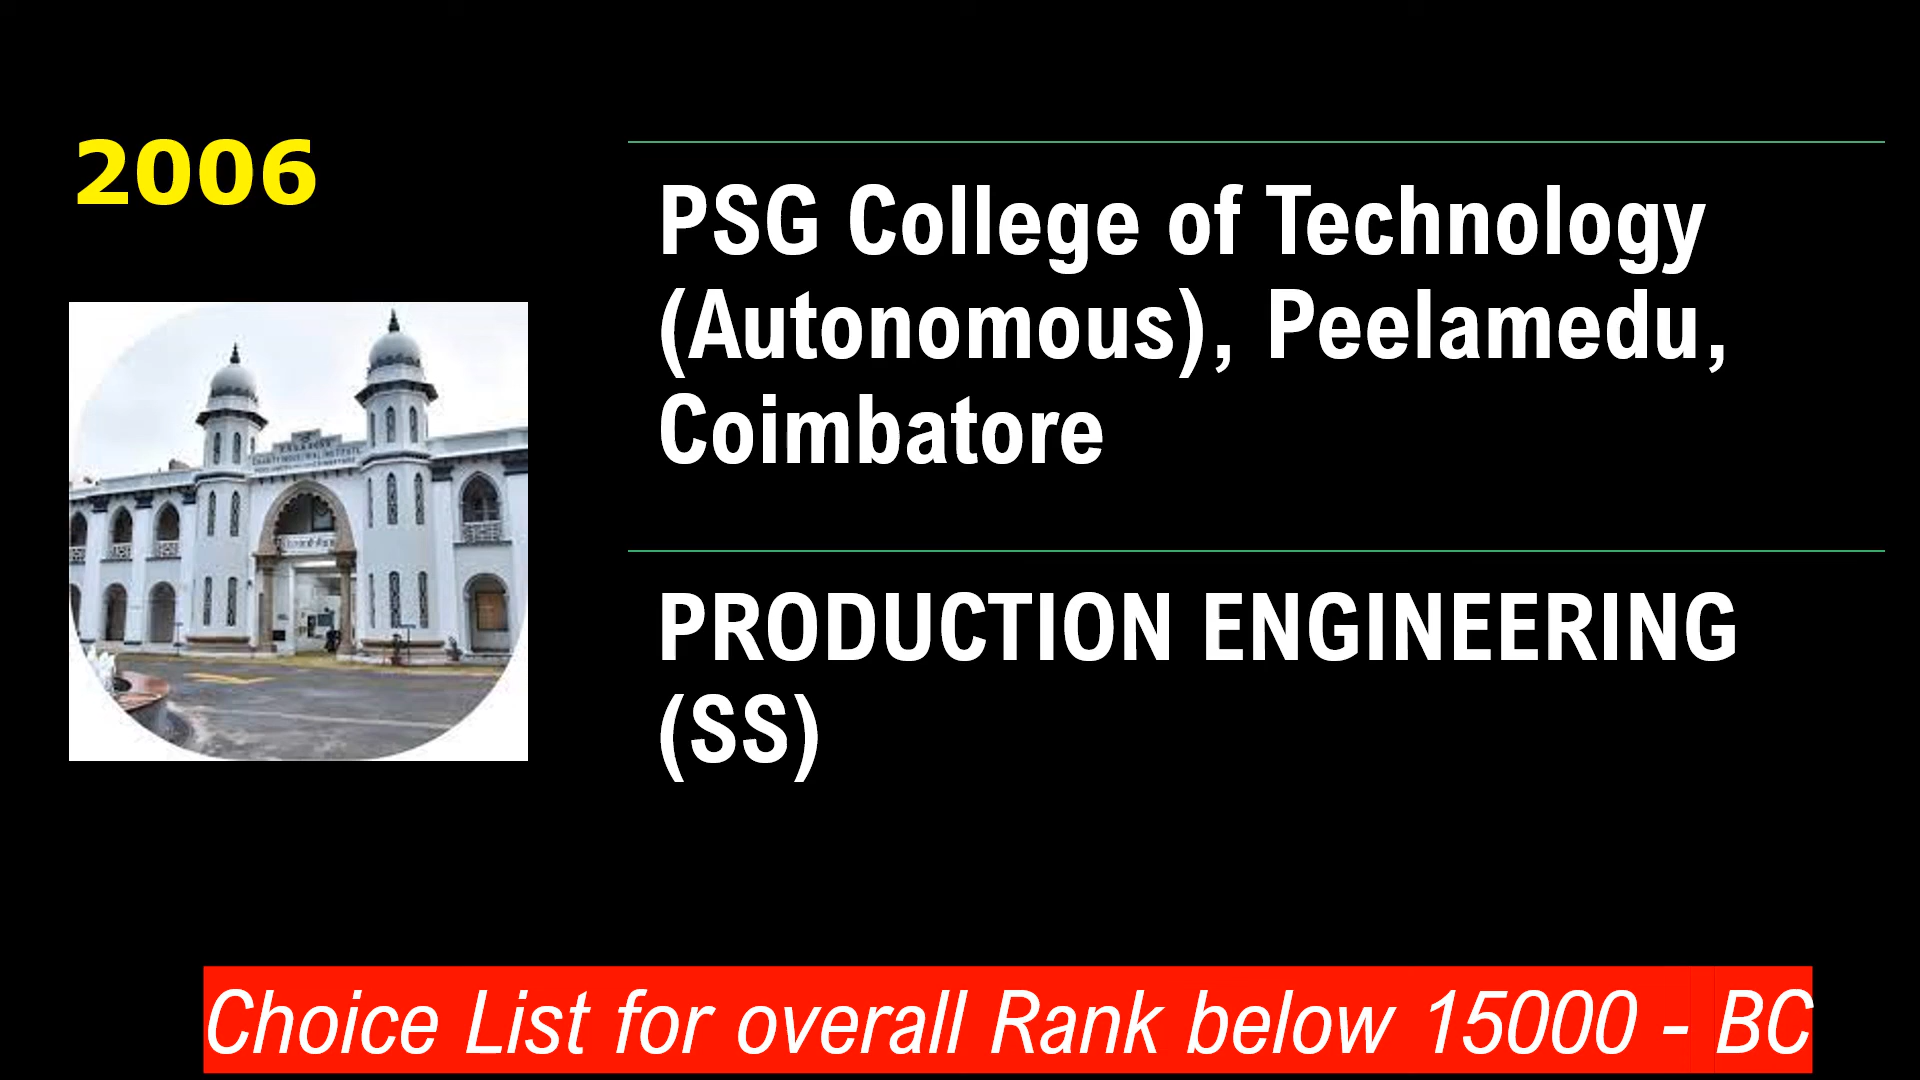 2006
PSG College of Technology
(Autonomous), Peelamedu,
Coimbatore
PRODUCTION ENGINEERING
(SS)
Choice List for overall Rank below 15000 - BC